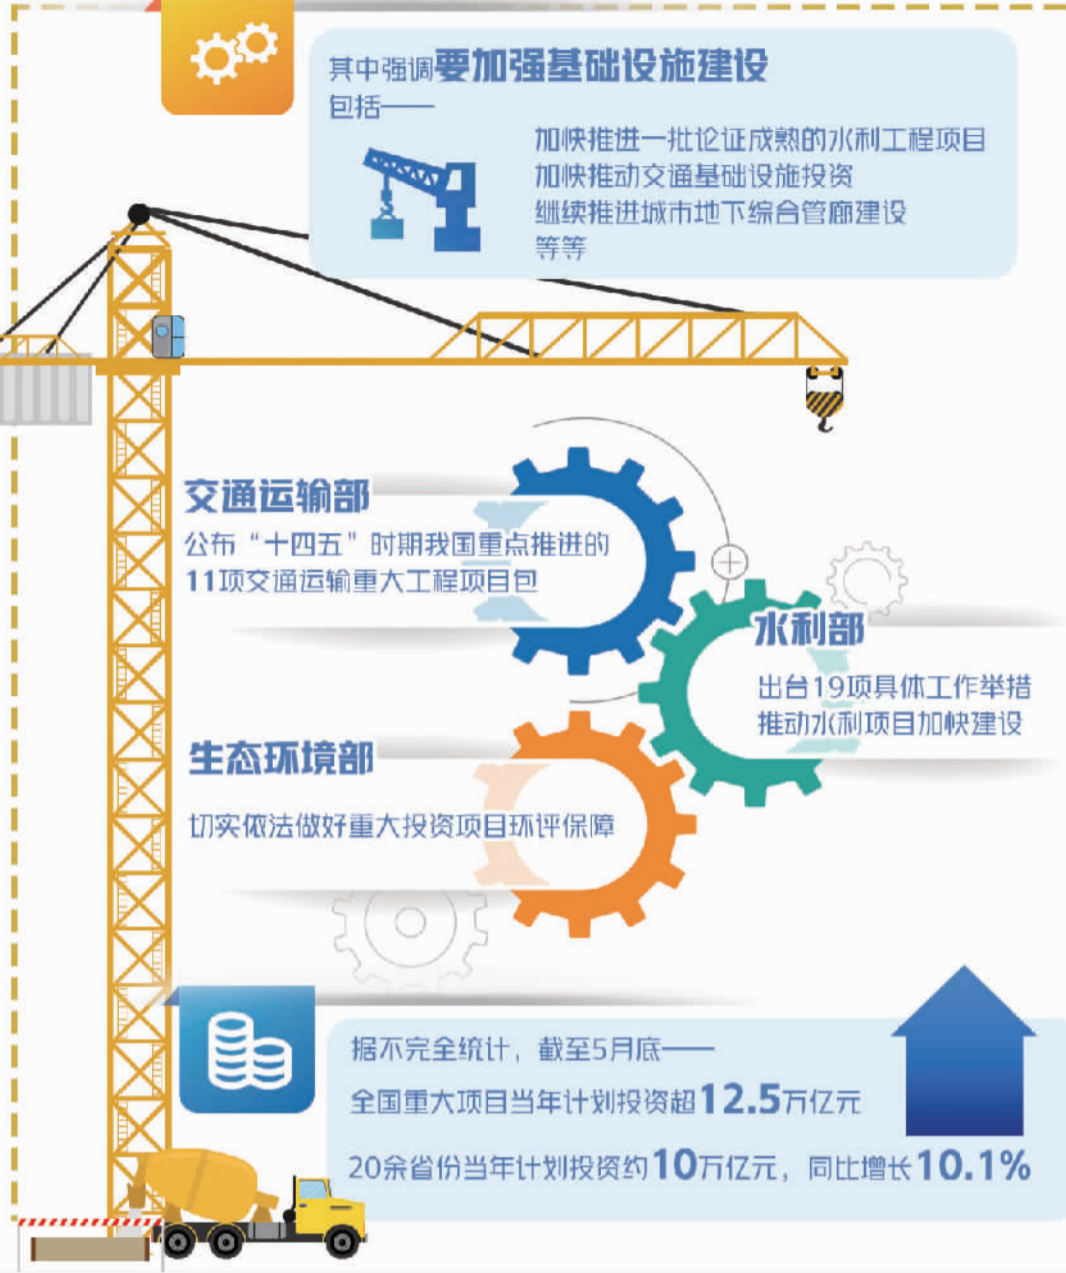 其中强调要加强基础设施建设
包括——
加快推进一批论证成熟的水利工程项目
加快推动交通基础设施投资
继续推进城市地下综合管廊建设
等等
交通运输部
公布“十四五”时期我国重点推进的
11项交通运输重大工程项目包
水利部
出台19项具体工作举措
推动水利项目加快建设
生态环境部
切实依法做好重大投资项目环评保障
据不完全统计，截至5月底——
全国重大项目当年计划投资超12.5万亿元
20余省份当年计划投资约10万亿元，同比增长10.1%